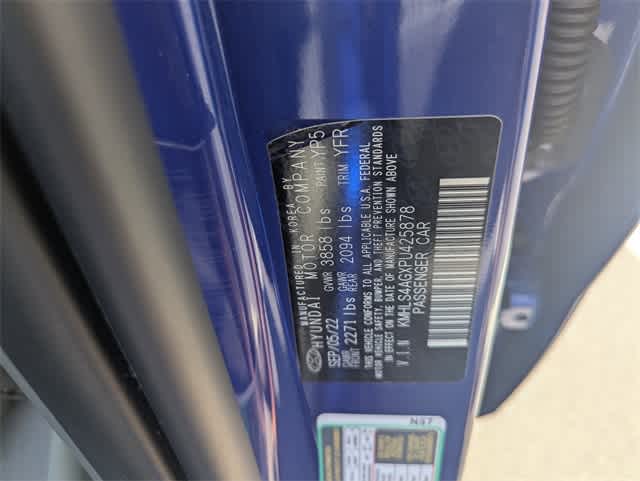 MANUFACTURED IN KOREA BY
HYUNDAI MOTOR COMPANY
SEP/05/22 GVWR 3858 lbs PAINT YP5
GAWR FRONT 2271 lbs GAWR REAR 2094 lbs TRIM YFR
THIS VEHICLE CONFORMS TO ALL APPLICABLE U.S.A. FEDERAL
MOTOR VEHICLE SAFETY, BUMPER, AND THEFT PREVENTION STANDARDS
IN EFFECT ON THE DATE OF MANUFACTURE SHOWN ABOVE
V.I.N KMHLS4AGXPU425878
PASSENGER CAR
N97